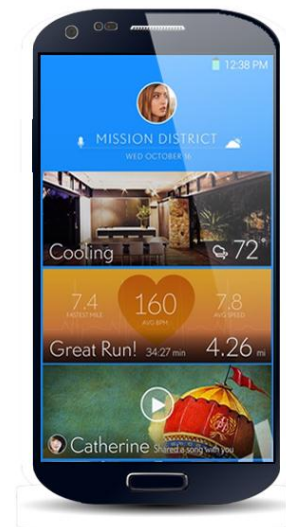 12:38 PM
MISSION DISTRICT
WED OCTOBER 16
Cooling 72°
7.4 160 7.8
FASTEST MILE AVG BPM AVG SPEED
Great Run! 34:27 min 4.26 mi
Catherine Shared a song with you